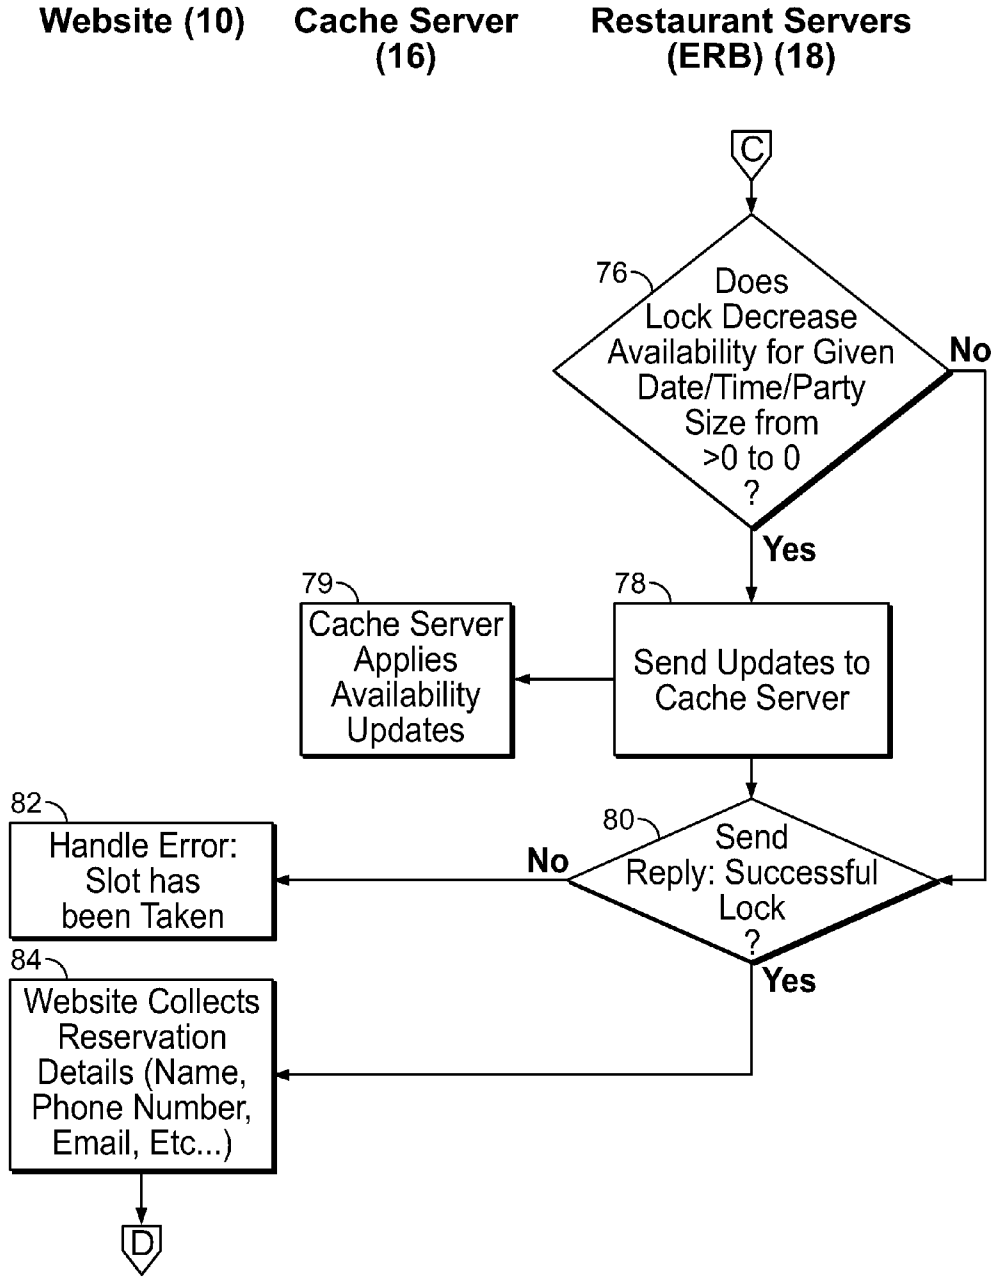 Website (10)
Cache Server
(16)
Restaurant Servers
(ERB) (18)
C
76
Does
Lock Decrease
Availability for Given
Date/Time/Party
Size from
>0 to 0
?
No
Yes
79
Cache Server
Applies
Availability
Updates
78
Send Updates to
Cache Server
82
Handle Error:
Slot has
been Taken
No
80
Send
Reply: Successful
Lock
?
Yes
84
Website Collects
Reservation
Details (Name,
Phone Number,
Email, Etc...)
D